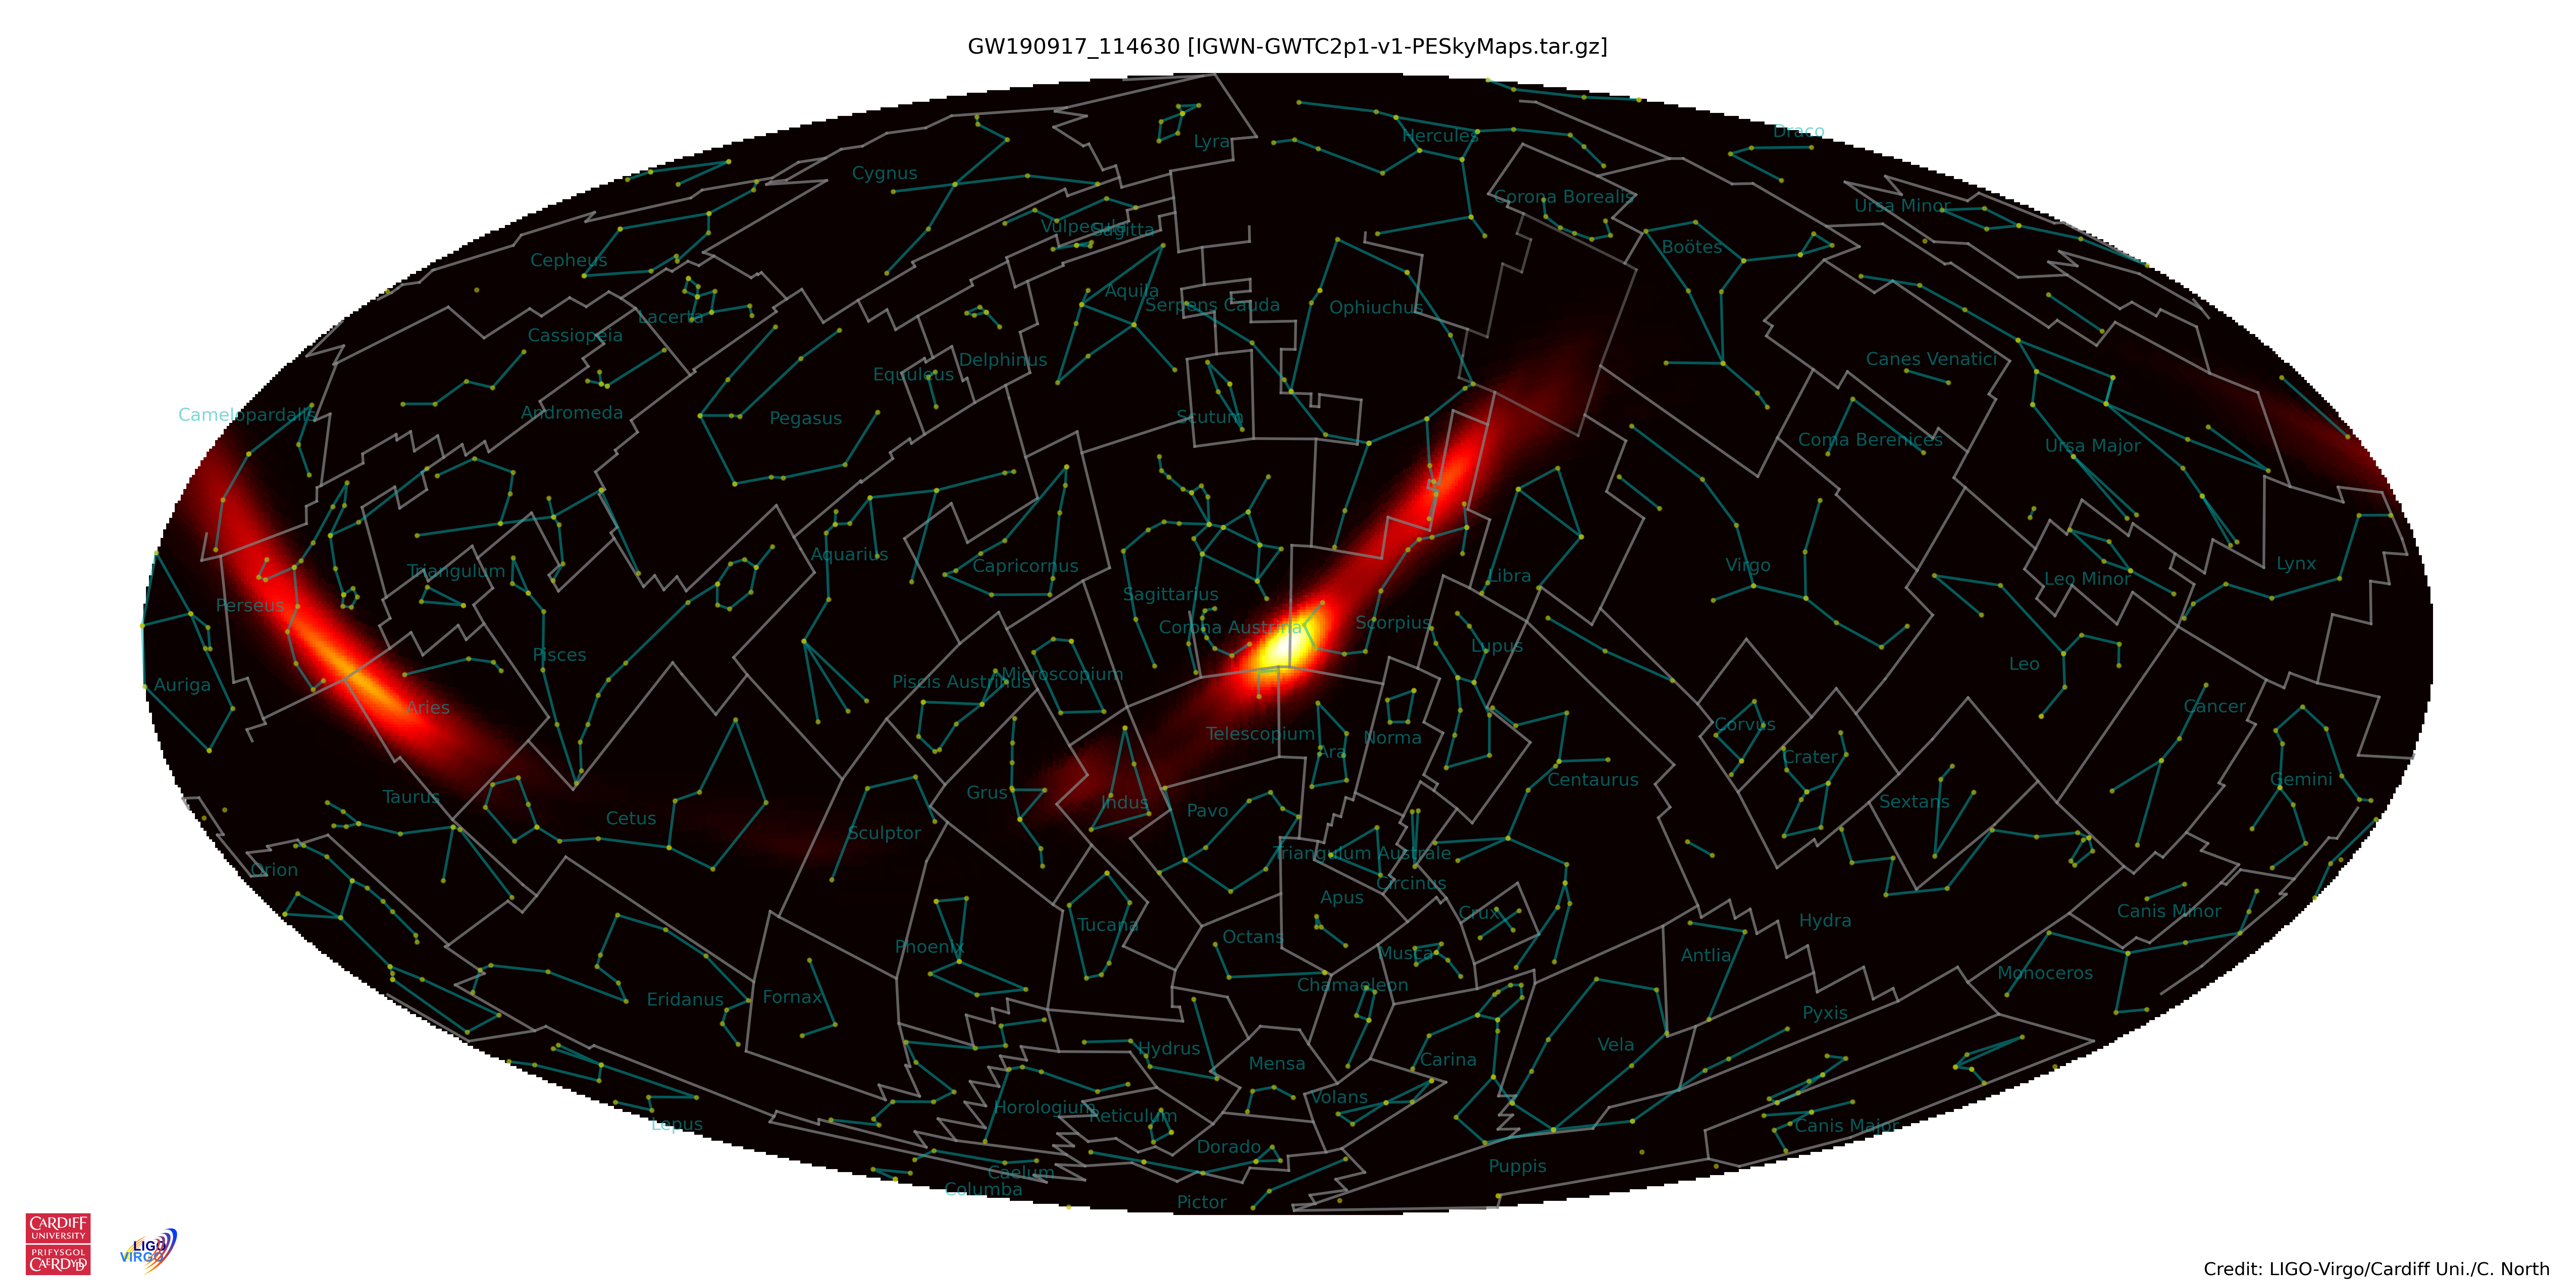 GW190917_114630 [IGWN-GWTC2p1-v1-PESkyMaps.tar.gz]
Draco
Hercules
Lyra
Cygnus
Corona Borealis
Ursa Minor
Vulpecula
Sagitta
Boötes
Cepheus
Aquila
Serpens Cauda
Ophiuchus
Lacerta
Cassiopeia
Delphinus
Canes Venatici
Equuleus
Camelopardalis
Andromeda
Pegasus
Scutum
Coma Berenices
Ursa Major
Aquarius
Capricornus
Virgo
Lynx
Triangulum
Libra
Leo Minor
Sagittarius
Perseus
Corona Austrina
Scorpius
Lupus
Pisces
Leo
Microscopium
Piscis Austrinus
Auriga
Aries
Cancer
Corvus
Telescopium
Norma
Ara
Crater
Centaurus
Gemini
Grus
Taurus
Indus
Sextans
Pavo
Cetus
Sculptor
Triangulum Australe
Orion
Circinus
Apus
Crux
Canis Minor
Hydra
Tucana
Octans
Phoenix
Musca
Antlia
Monoceros
Chamaeleon
Fornax
Eridanus
Pyxis
Vela
Hydrus
Carina
Mensa
Volans
Horologium
Reticulum
Lepus
Canis Major
Dorado
Puppis
Caelum
Columba
Pictor
CARDIFF
UNIVERSITY
PRIFYSGOL
CAERDYDD
LIGO
VIRGO
Credit: LIGO-Virgo/Cardiff Uni./C. North